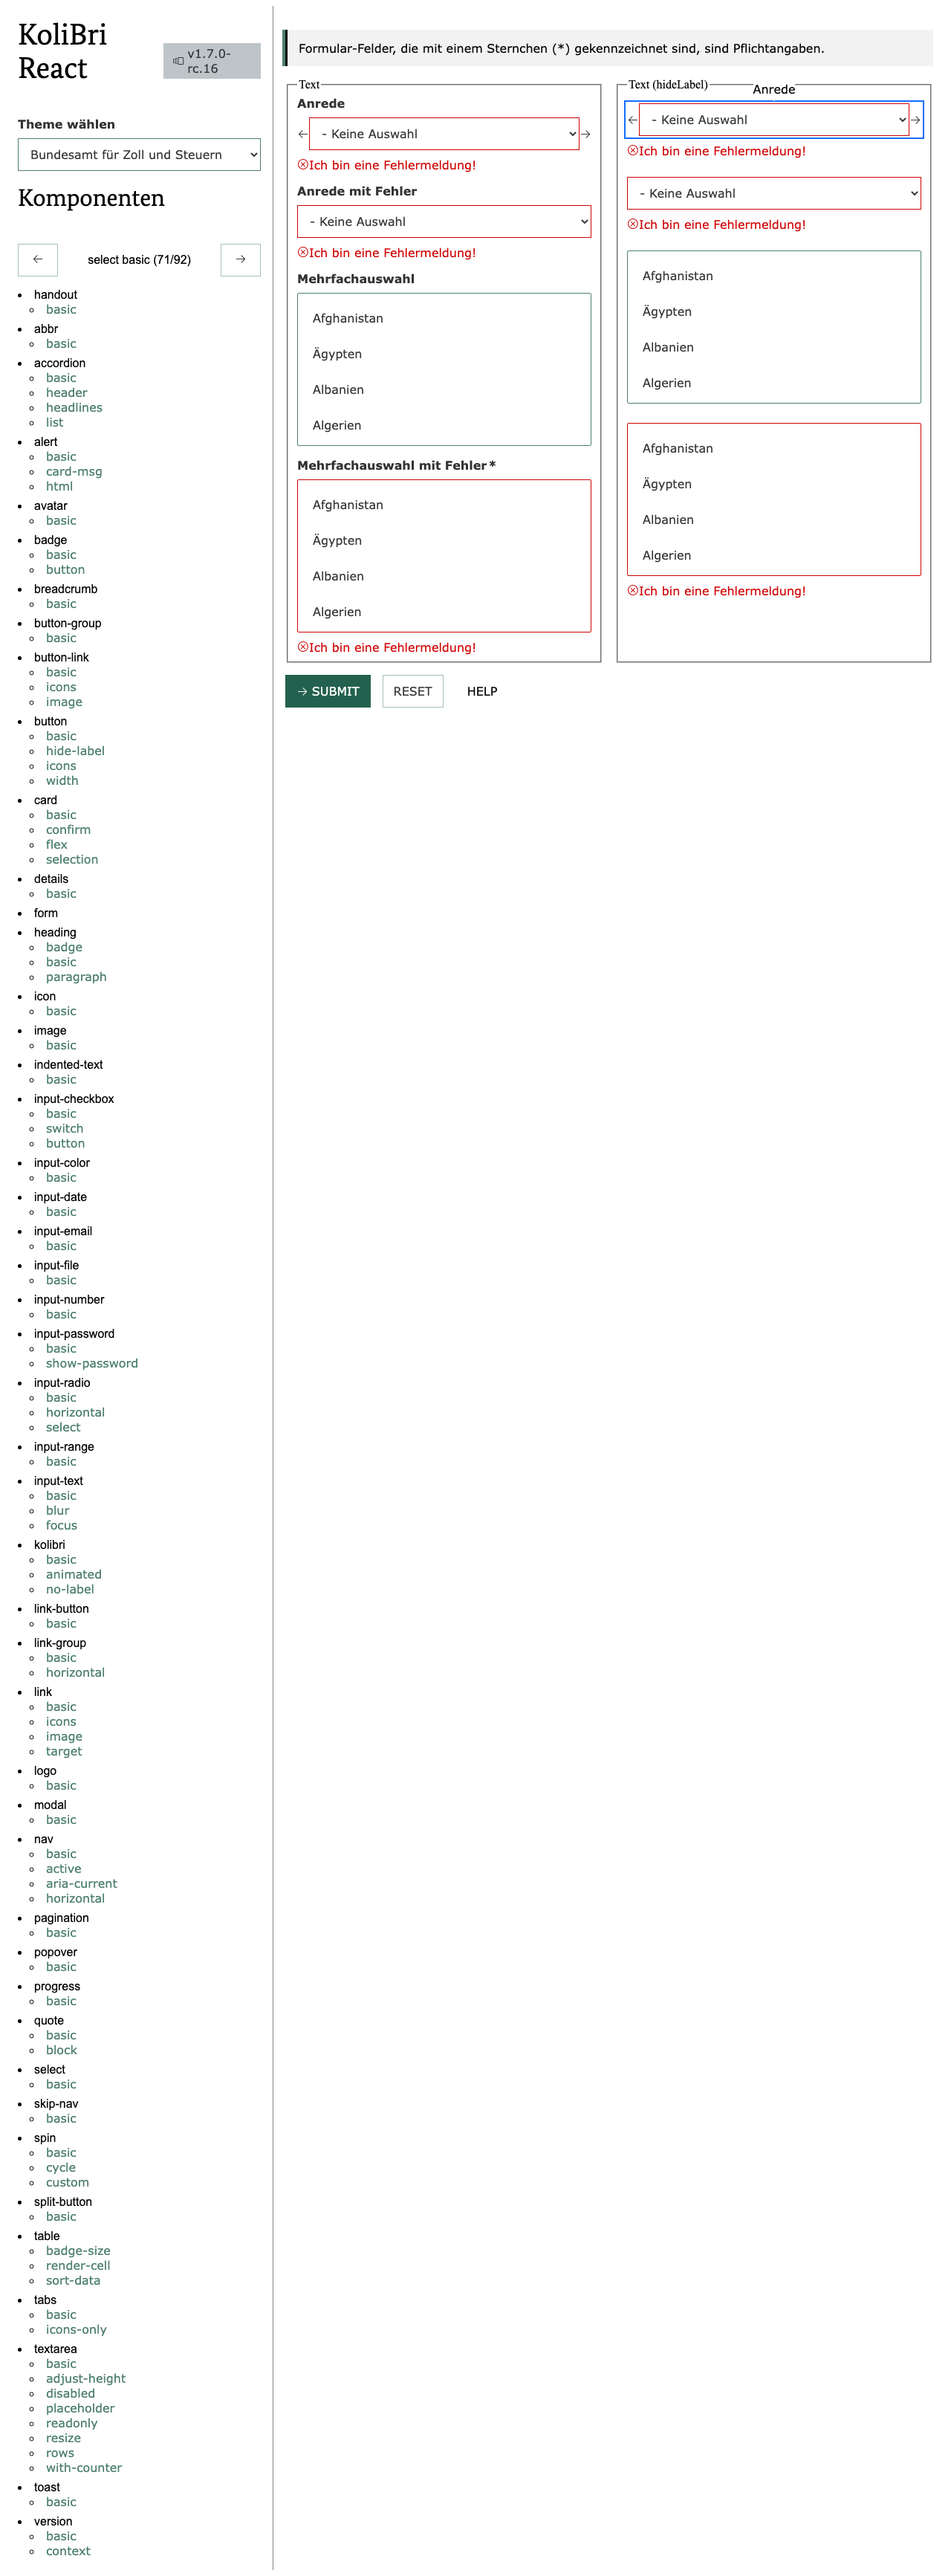 KoliBri
React
v1.7.0-
rc.16
Theme wählen
Bundesamt für Zoll und Steuern
Komponenten
←
select basic (71/92)
→
handout
basic
abbr
basic
accordion
basic
header
headlines
list
alert
basic
card-msg
html
avatar
basic
badge
basic
button
breadcrumb
basic
button-group
basic
button-link
basic
icons
image
button
basic
hide-label
icons
width
card
basic
confirm
flex
selection
details
basic
form
heading
badge
basic
paragraph
icon
basic
image
basic
indented-text
basic
input-checkbox
basic
switch
button
input-color
basic
input-date
basic
input-email
basic
input-file
basic
input-number
basic
input-password
basic
show-password
input-radio
basic
horizontal
select
input-range
basic
input-text
basic
blur
focus
kolibri
basic
animated
no-label
link-button
basic
link-group
basic
horizontal
link
basic
icons
image
target
logo
basic
modal
basic
nav
basic
active
aria-current
horizontal
pagination
basic
popover
basic
progress
basic
quote
basic
block
select
basic
skip-nav
basic
spin
basic
cycle
custom
split-button
basic
table
badge-size
render-cell
sort-data
tabs
basic
icons-only
textarea
basic
adjust-height
disabled
placeholder
readonly
resize
rows
with-counter
toast
basic
version
basic
context
Formular-Felder, die mit einem Sternchen (*) gekennzeichnet sind, sind Pflichtangaben.
Text
Anrede
← - Keine Auswahl →
Ich bin eine Fehlermeldung!
Anrede mit Fehler
- Keine Auswahl
Ich bin eine Fehlermeldung!
Mehrfachauswahl
Afghanistan
Ägypten
Albanien
Algerien
Mehrfachauswahl mit Fehler*
Afghanistan
Ägypten
Albanien
Algerien
Ich bin eine Fehlermeldung!
Text (hideLabel)
Anrede
← - Keine Auswahl →
Ich bin eine Fehlermeldung!
- Keine Auswahl
Ich bin eine Fehlermeldung!
Afghanistan
Ägypten
Albanien
Algerien
Afghanistan
Ägypten
Albanien
Algerien
Ich bin eine Fehlermeldung!
→ SUBMIT
RESET
HELP